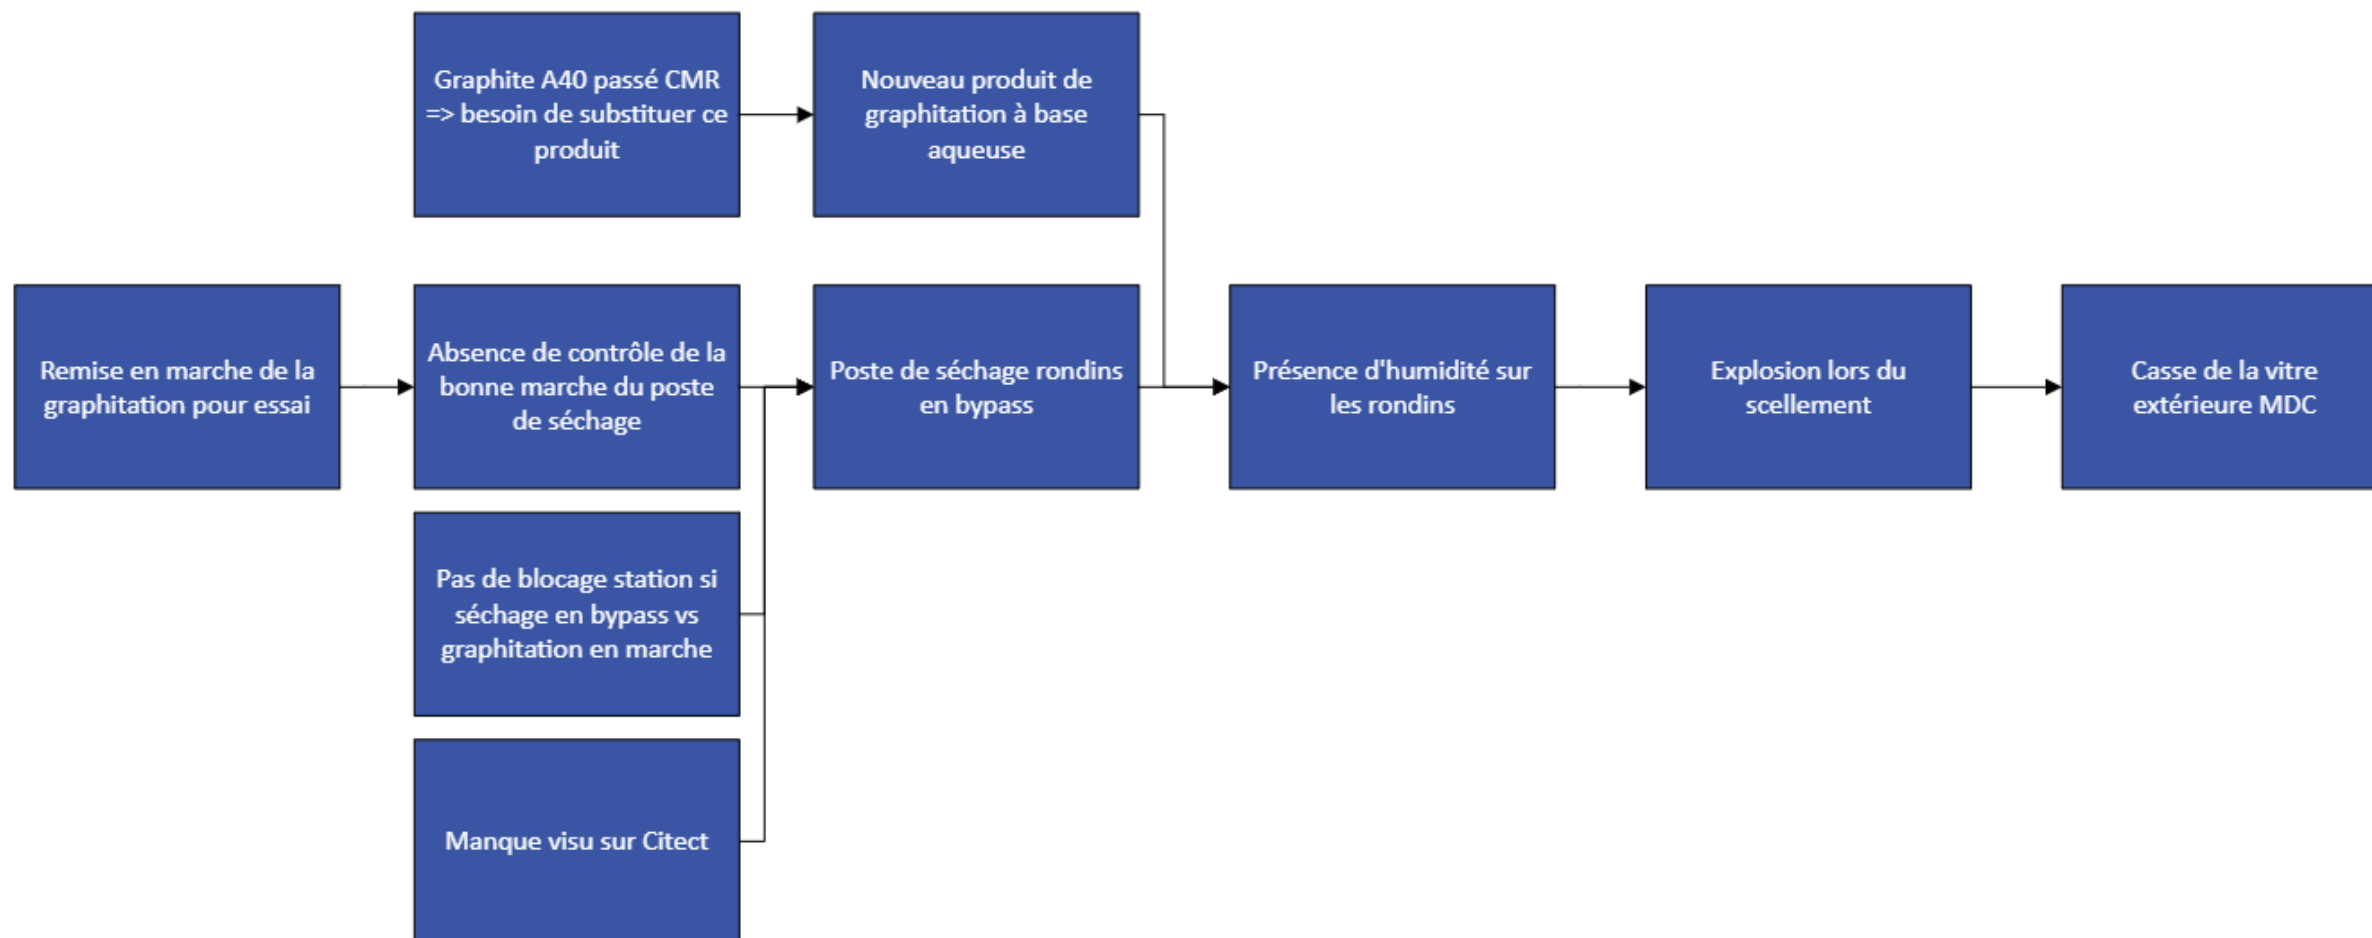 Graphite A40 passé CMR
=> besoin de substituer ce
produit
Nouveau produit de
graphitation à base
aqueuse
Remise en marche de la
graphitation pour essai
Absence de contrôle de la
bonne marche du poste
de séchage
Poste de séchage rondins
en bypass
Présence d'humidité sur
les rondins
Explosion lors du
scellement
Casse de la vitre
extérieure MDC
Pas de blocage station si
séchage en bypass vs
graphitation en marche
Manque visu sur Citect